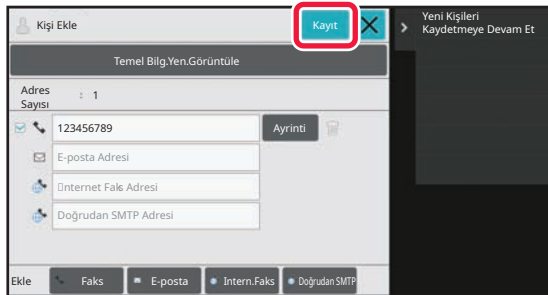 Kişi Ekle
Kayıt
Yeni Kişileri
Kaydetmeye Devam Et
Temel Bilg.Yen.Görüntüle
Adres
Sayısı : 1
123456789
Ayrinti
E-posta Adresi
▯nternet Faks Adresi
Doğrudan SMTP Adresi
Ekle
Faks
E-posta
Intern.Faks
Doğrudan SMTP